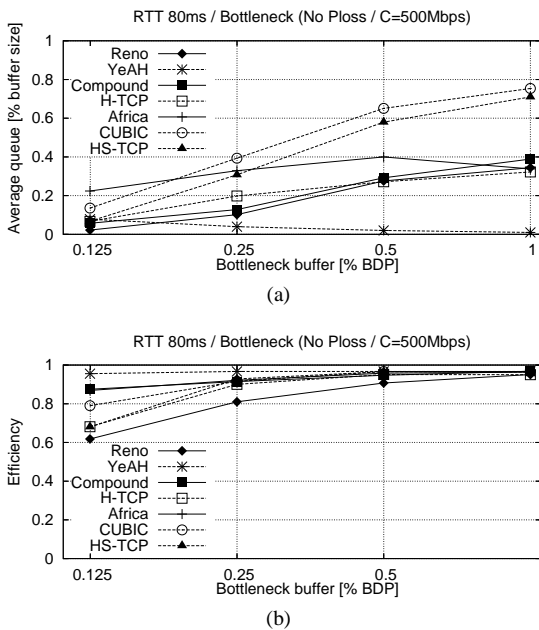 RTT 80ms / Bottleneck (No Ploss / C=500Mbps)
Average queue [% buffer size]
1
0.8
0.6
0.4
0.2
0
Reno
YeAH
Compound
H-TCP
Africa
CUBIC
HS-TCP
0.125
0.25
0.5
1
Bottleneck buffer [% BDP]
(a)
RTT 80ms / Bottleneck (No Ploss / C=500Mbps)
Efficiency
1
0.8
0.6
0.4
0.2
0
Reno
YeAH
Compound
H-TCP
Africa
CUBIC
HS-TCP
0.125
0.25
0.5
1
Bottleneck buffer [% BDP]
(b)